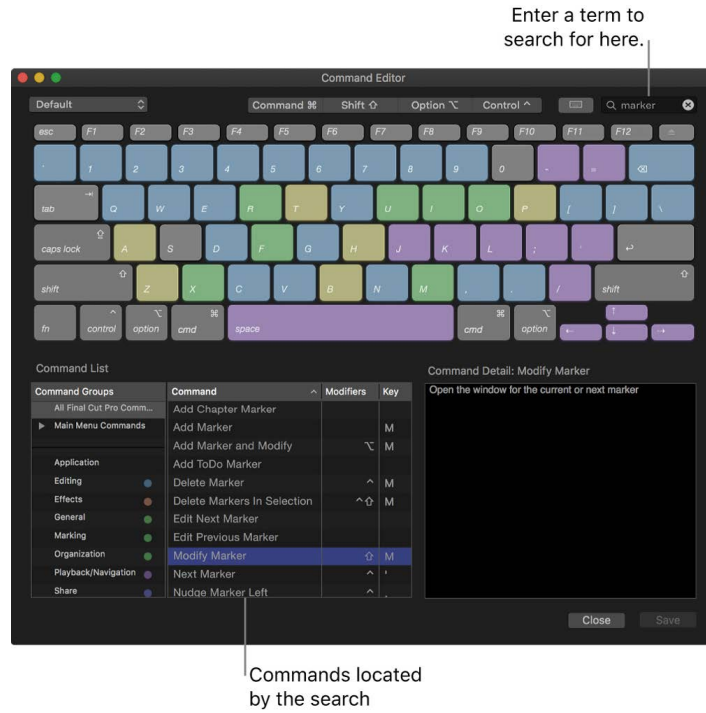 Enter a term to
search for here.
Command Editor
Default
Command ⌘ Shift ⇧ Option ⌥ Control ^
marker
esc F1 F2 F3 F4 F5 F6 F7 F8 F9 F10 F11 F12
` 1 2 3 4 5 6 7 8 9 0 - = ⌫
tab ⇥ Q W E R T Y U I O P [ ] \
caps lock ⇪ A S D F G H J K L ; ' ↩
shift ⇧ Z X C V B N M , . / shift ⇧
fn control ^ option ⌥ cmd ⌘ space cmd ⌘ option ⌥ ← ↑ ↓ →
Command List
Command Groups
All Final Cut Pro Comm...
Main Menu Commands
Application
Editing
Effects
General
Marking
Organization
Playback/Navigation
Share
Command Modifiers Key
Add Chapter Marker
Add Marker M
Add Marker and Modify ⌥ M
Add ToDo Marker
Delete Marker ^ M
Delete Markers In Selection ^⇧ M
Edit Next Marker
Edit Previous Marker
Modify Marker ⇧ M
Next Marker ^ '
Nudge Marker Left ^ ,
Command Detail: Modify Marker
Open the window for the current or next marker
Close Save
Commands located
by the search